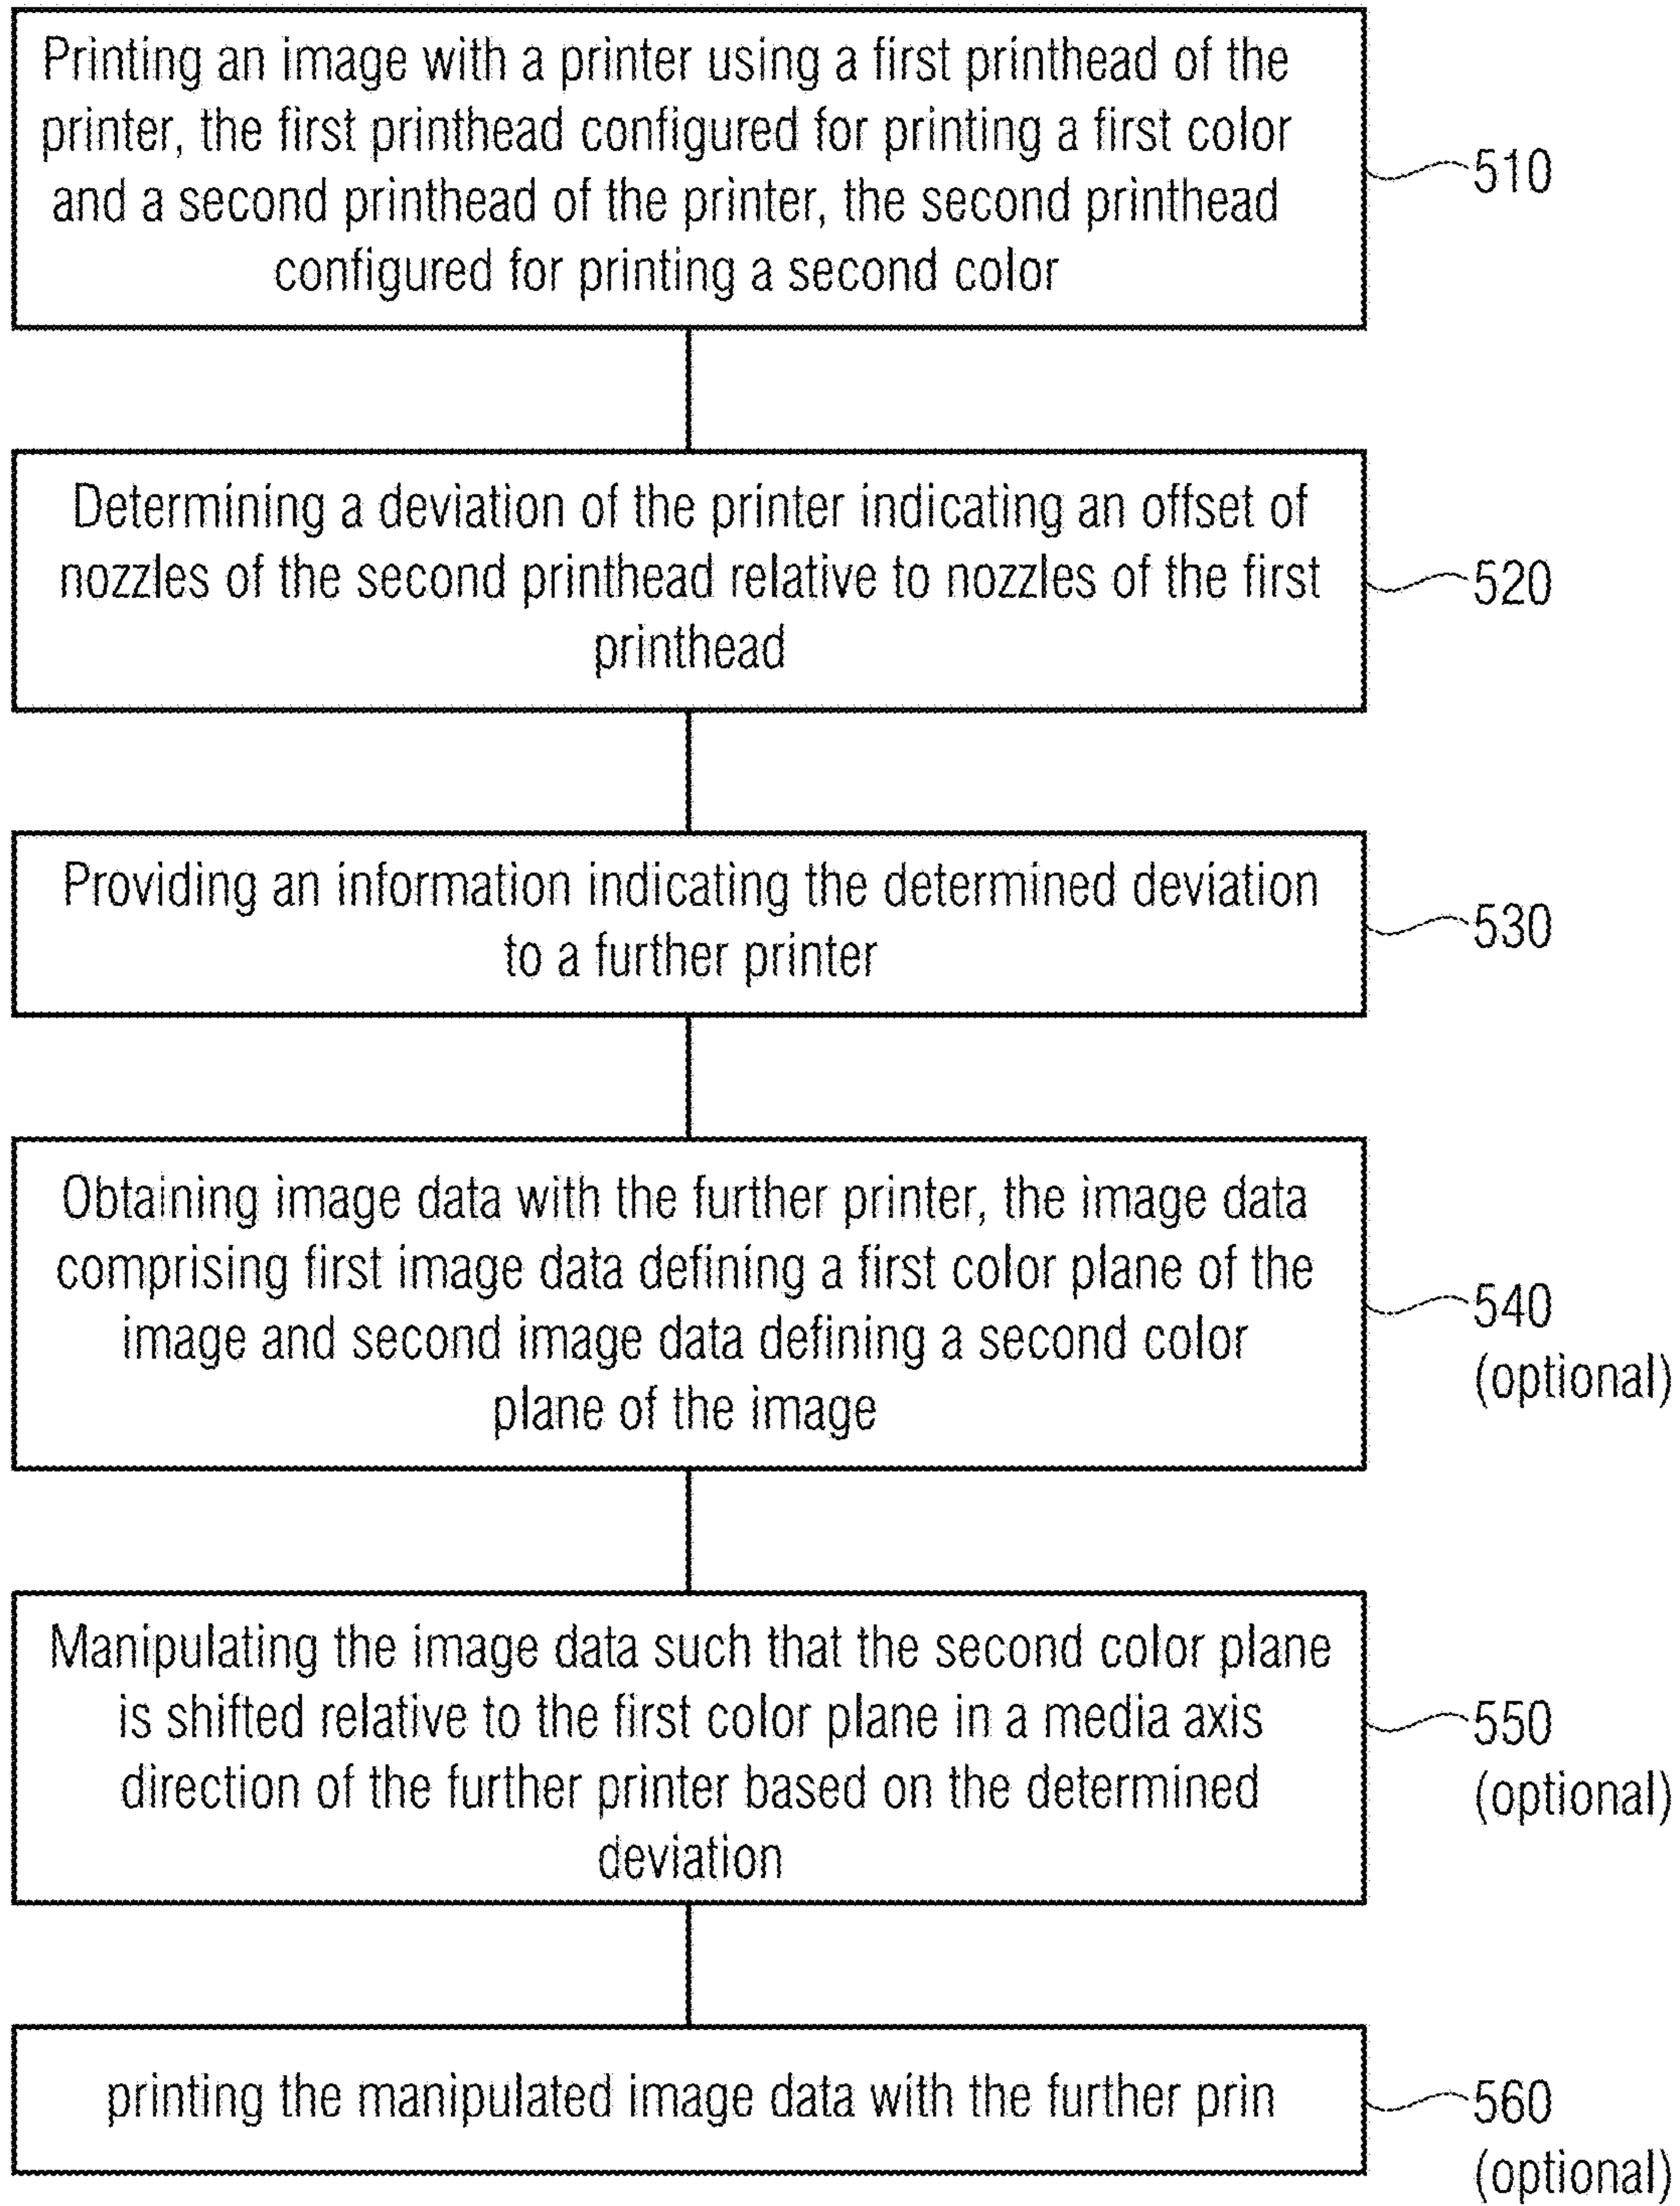 Printing an image with a printer using a first printhead of the
printer, the first printhead configured for printing a first color
and a second printhead of the printer, the second printhead
configured for printing a second color
510
Determining a deviation of the printer indicating an offset of
nozzles of the second printhead relative to nozzles of the first
printhead
520
Providing an information indicating the determined deviation
to a further printer
530
Obtaining image data with the further printer, the image data
comprising first image data defining a first color plane of the
image and second image data defining a second color
plane of the image
540
(optional)
Manipulating the image data such that the second color plane
is shifted relative to the first color plane in a media axis
direction of the further printer based on the determined
deviation
550
(optional)
printing the manipulated image data with the further prin
560
(optional)